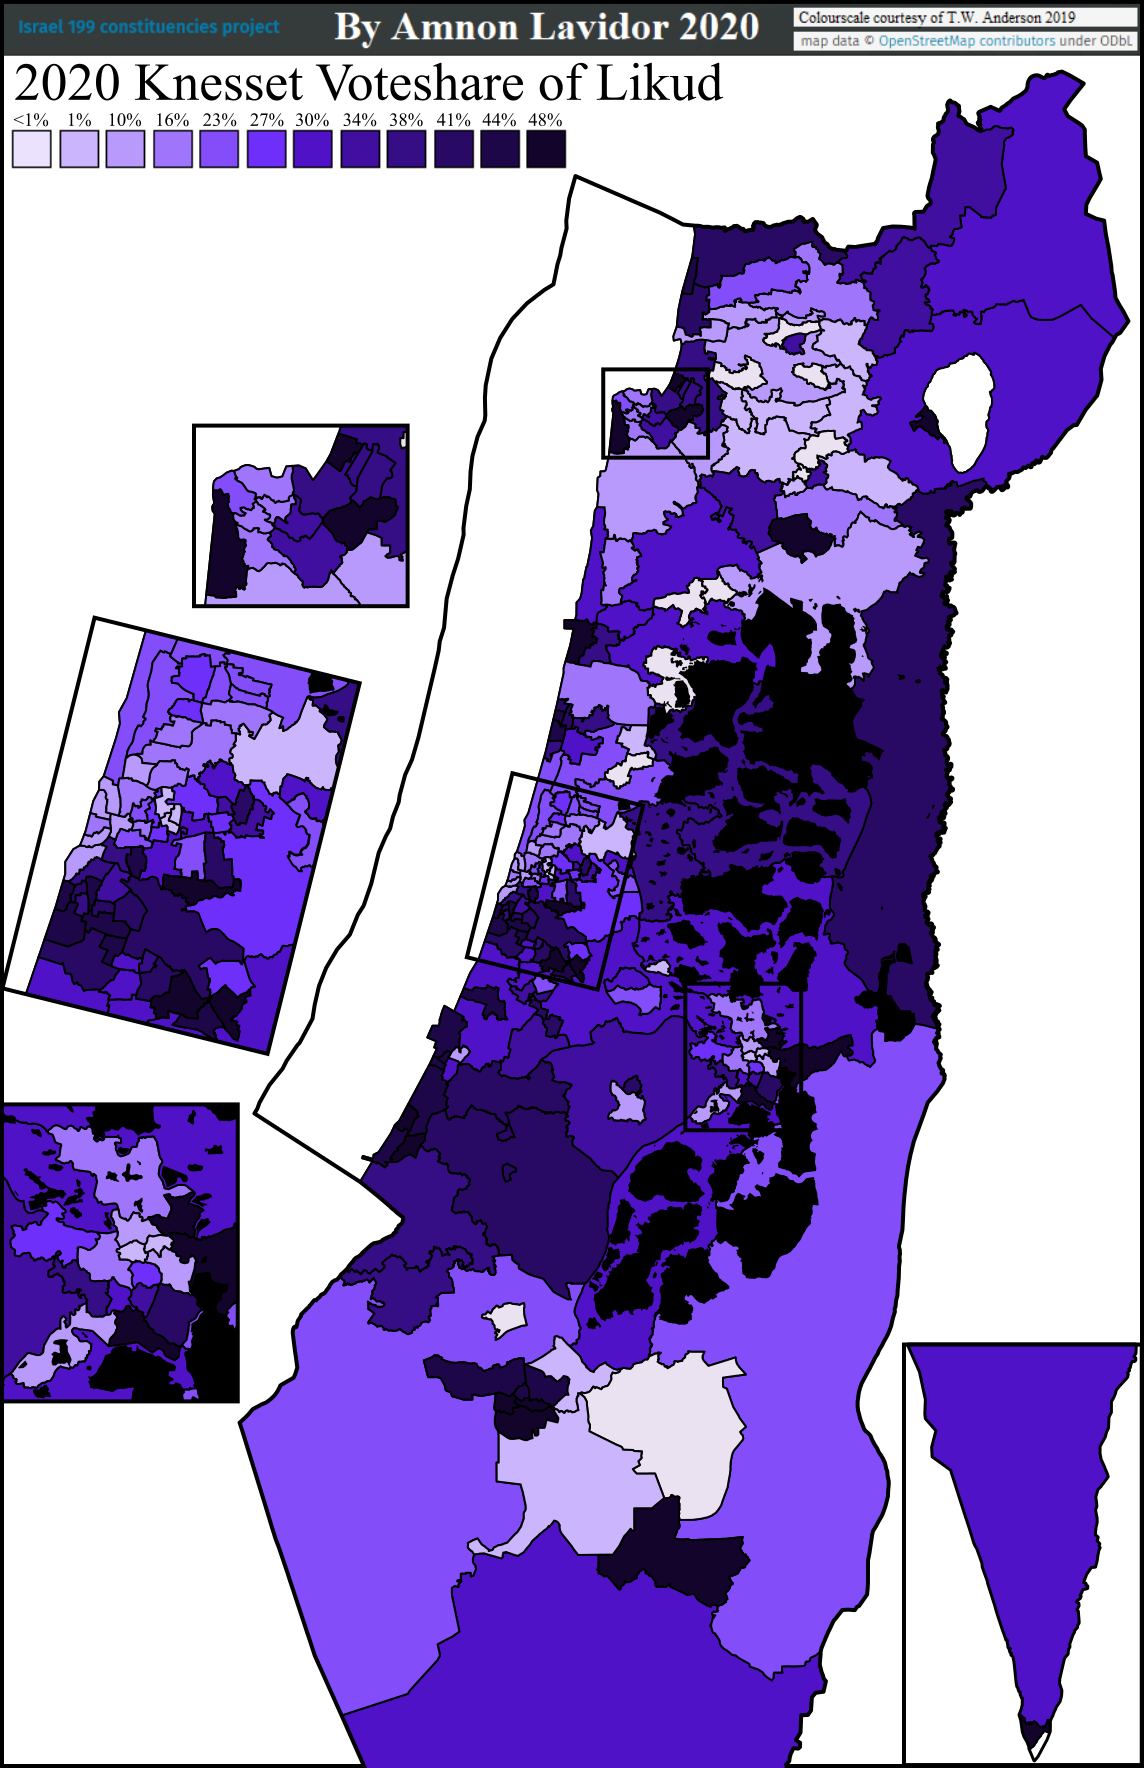 Israel 199 constituencies project
By Amnon Lavidor 2020
Colourscale courtesy of T.W. Anderson 2019
map data © OpenStreetMap contributors under ODbL
2020 Knesset Voteshare of Likud
<1% 1% 10% 16% 23% 27% 30% 34% 38% 41% 44% 48%